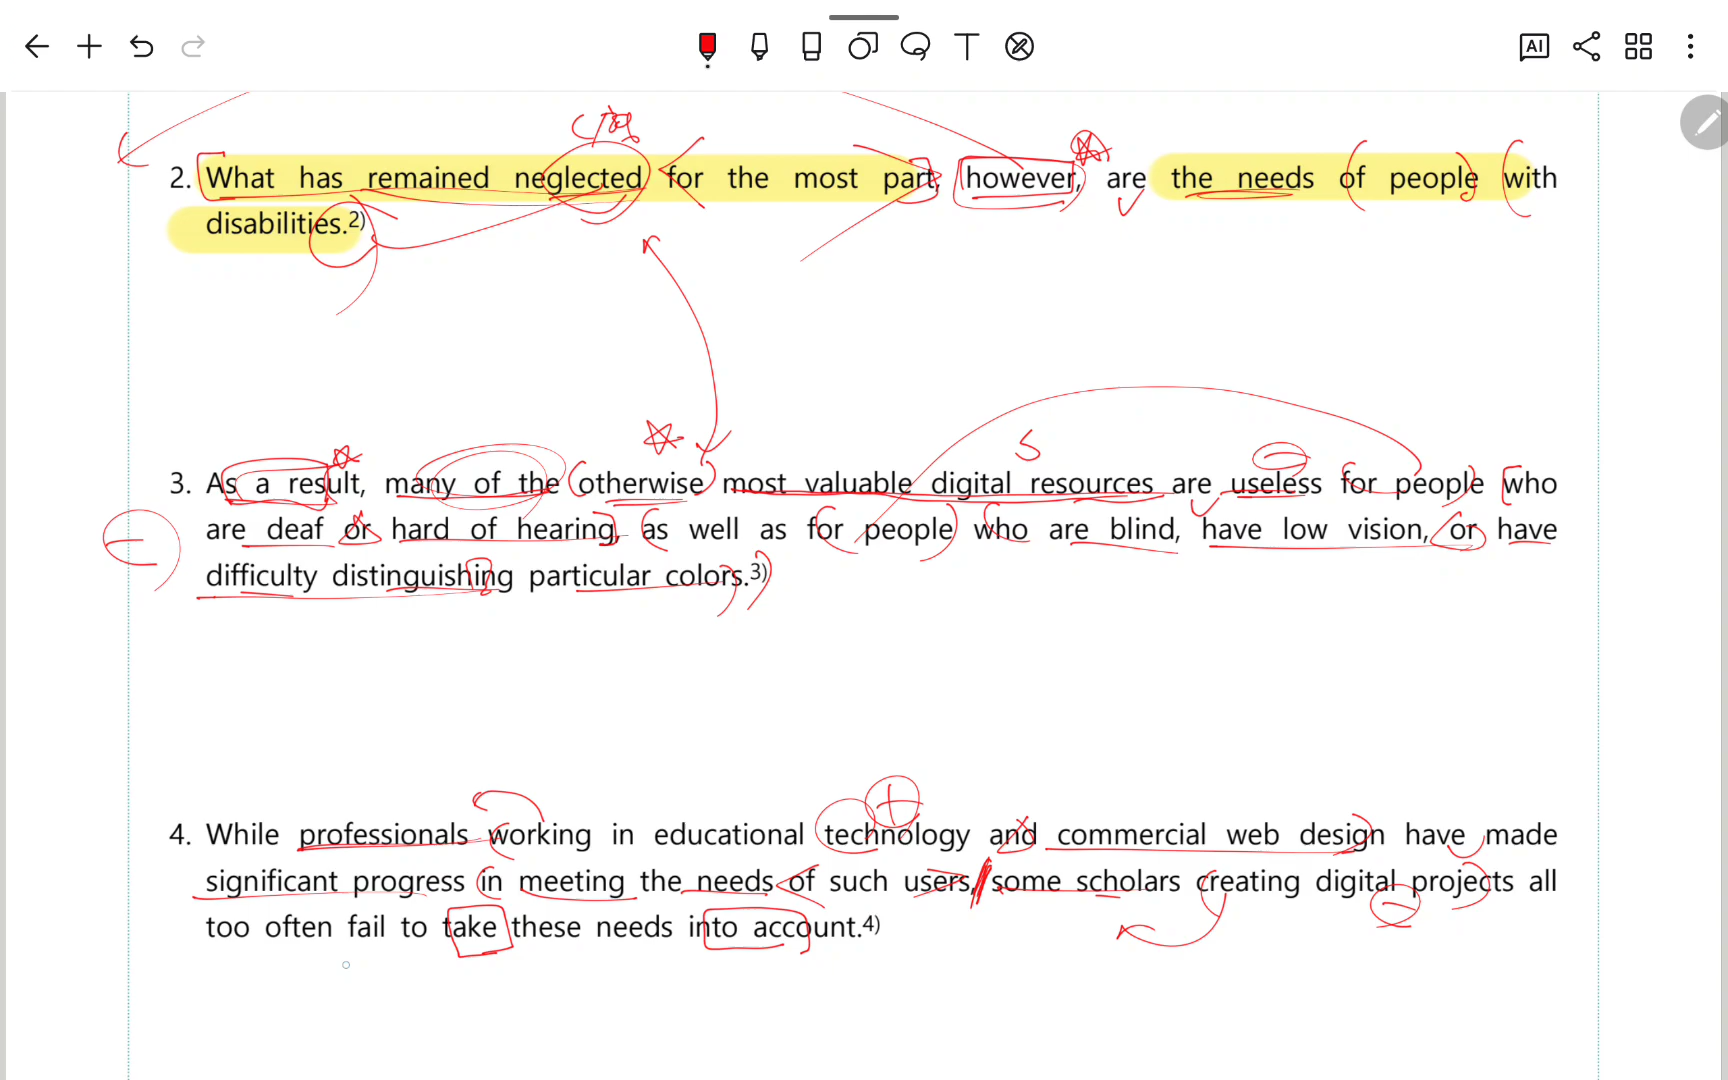 AI
2. What has remained neglected for the most part, however, are the needs of people with
disabilities.2)
3. As a result, many of the (otherwise) most valuable digital resources are useless for people who
are deaf or hard of hearing, as well as for people who are blind, have low vision, or have
difficulty distinguishing particular colors.3)
4. While professionals working in educational technology and commercial web design have made
significant progress in meeting the needs of such users, some scholars creating digital projects all
too often fail to take these needs into account.4)